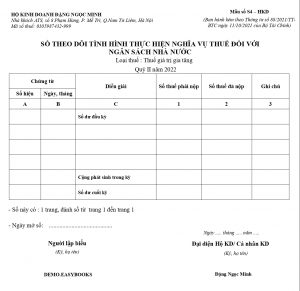 HỘ KINH DOANH ĐẶNG NGỌC MINH
Nhà khách ATS, số 8 Phạm Hùng, P. Mễ Trì, Q.Nam Từ Liêm, Hà Nội
Mã số thuế: 0105987432-999
Mẫu số S4 – HKD
(Ban hành kèm theo Thông tư số 88/2021/TT-
BTC ngày 11/10/2021 của Bộ Tài Chính)
SỔ THEO DÕI TÌNH HÌNH THỰC HIỆN NGHĨA VỤ THUẾ ĐỐI VỚI
NGÂN SÁCH NHÀ NƯỚC
Loại thuế : Thuế giá trị gia tăng
Quý II năm 2022
Chứng từ
Diễn giải
Số thuế phải nộp
Số thuế đã nộp
Ghi chú
Số hiệu
Ngày, tháng
A B C 1 2 3
Số dư đầu kỳ
Cộng phát sinh trong kỳ
Số dư cuối kỳ
- Sổ này có : 1 trang, đánh số từ trang 1 đến trang 1
- Ngày mở sổ:
Ngày ..... tháng ..... năm.....
Người lập biểu
(Ký, họ tên)
Đại diện Hộ KD/ Cá nhân KD
(Ký, họ tên)
DEMO.EASYBOOKS
Đặng Ngọc Minh